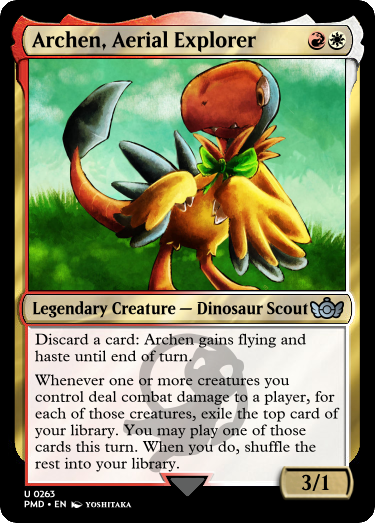 Archen, Aerial Explorer
Legendary Creature — Dinosaur Scout
Discard a card: Archen gains flying and
haste until end of turn.
Whenever one or more creatures you
control deal combat damage to a player, for
each of those creatures, exile the top card of
your library. You may play one of those
cards this turn. When you do, shuffle the
rest into your library.
3/1
U 0263
PMD • EN YOSHITAKA